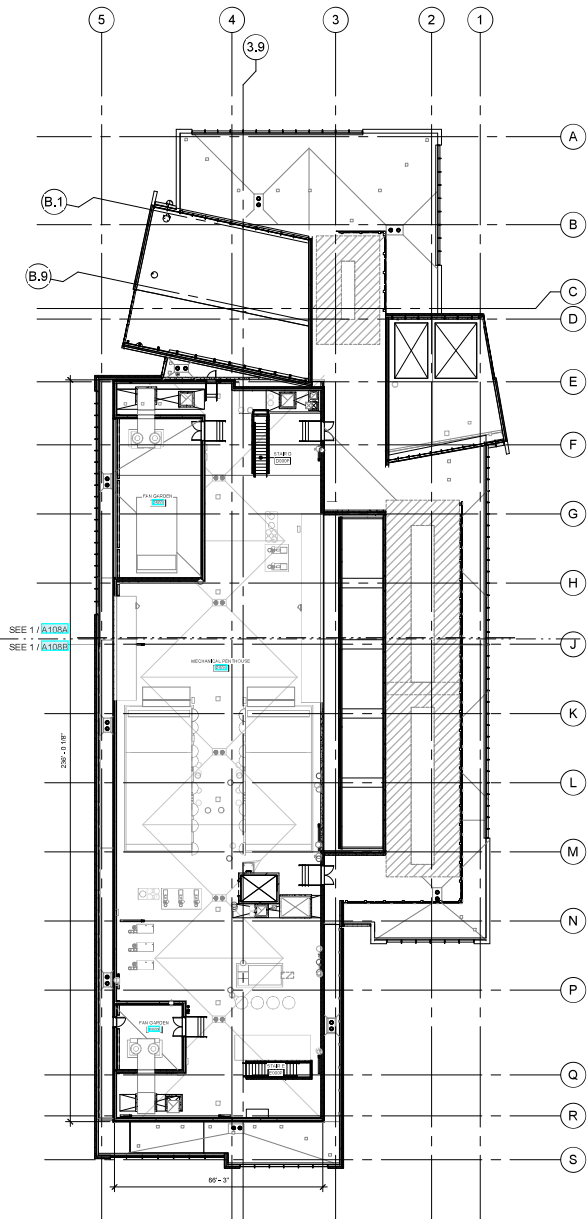 5
4
3
2
1
3.9
A
B.1
B
B.9
C
D
E
F
STAIR D
G
FAN GARDEN
H
SEE 1 / A108A
J
SEE 1 / A108B
MECHANICAL PENTHOUSE
K
236' - 0 1/8"
L
M
N
P
FAN GARDEN
STAIR E
Q
R
S
66' - 3"